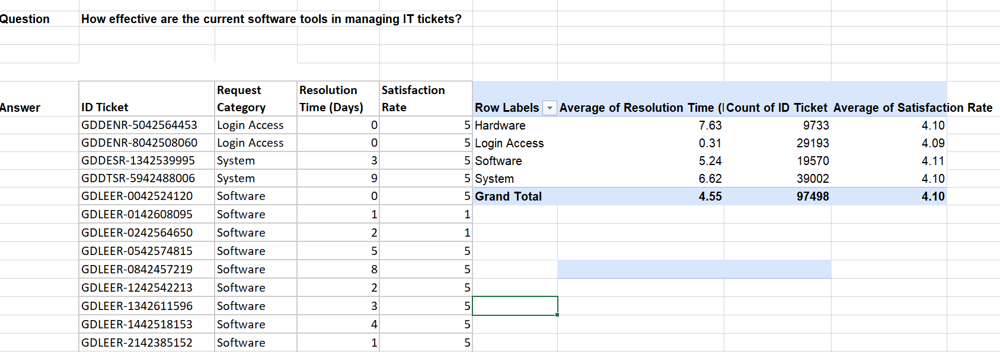 Question How effective are the current software tools in managing IT tickets?
Answer ID Ticket Request Category Resolution Time (Days) Satisfaction Rate Row Labels Average of Resolution Time (I Count of ID Ticket Average of Satisfaction Rate
GDDENR-5042564453 Login Access 0 5 Hardware 7.63 9733 4.10
GDDENR-8042508060 Login Access 0 5 Login Access 0.31 29193 4.09
GDDESR-1342539995 System 3 5 Software 5.24 19570 4.11
GDDTSR-5942488006 System 9 5 System 6.62 39002 4.10
GDLEER-0042524120 Software 0 5 Grand Total 4.55 97498 4.10
GDLEER-0142608095 Software 1 1
GDLEER-0242564650 Software 2 1
GDLEER-0542574815 Software 5 5
GDLEER-0842457219 Software 8 5
GDLEER-1242542213 Software 2 5
GDLEER-1342611596 Software 3 5
GDLEER-1442518153 Software 4 5
GDLEER-2142385152 Software 1 5